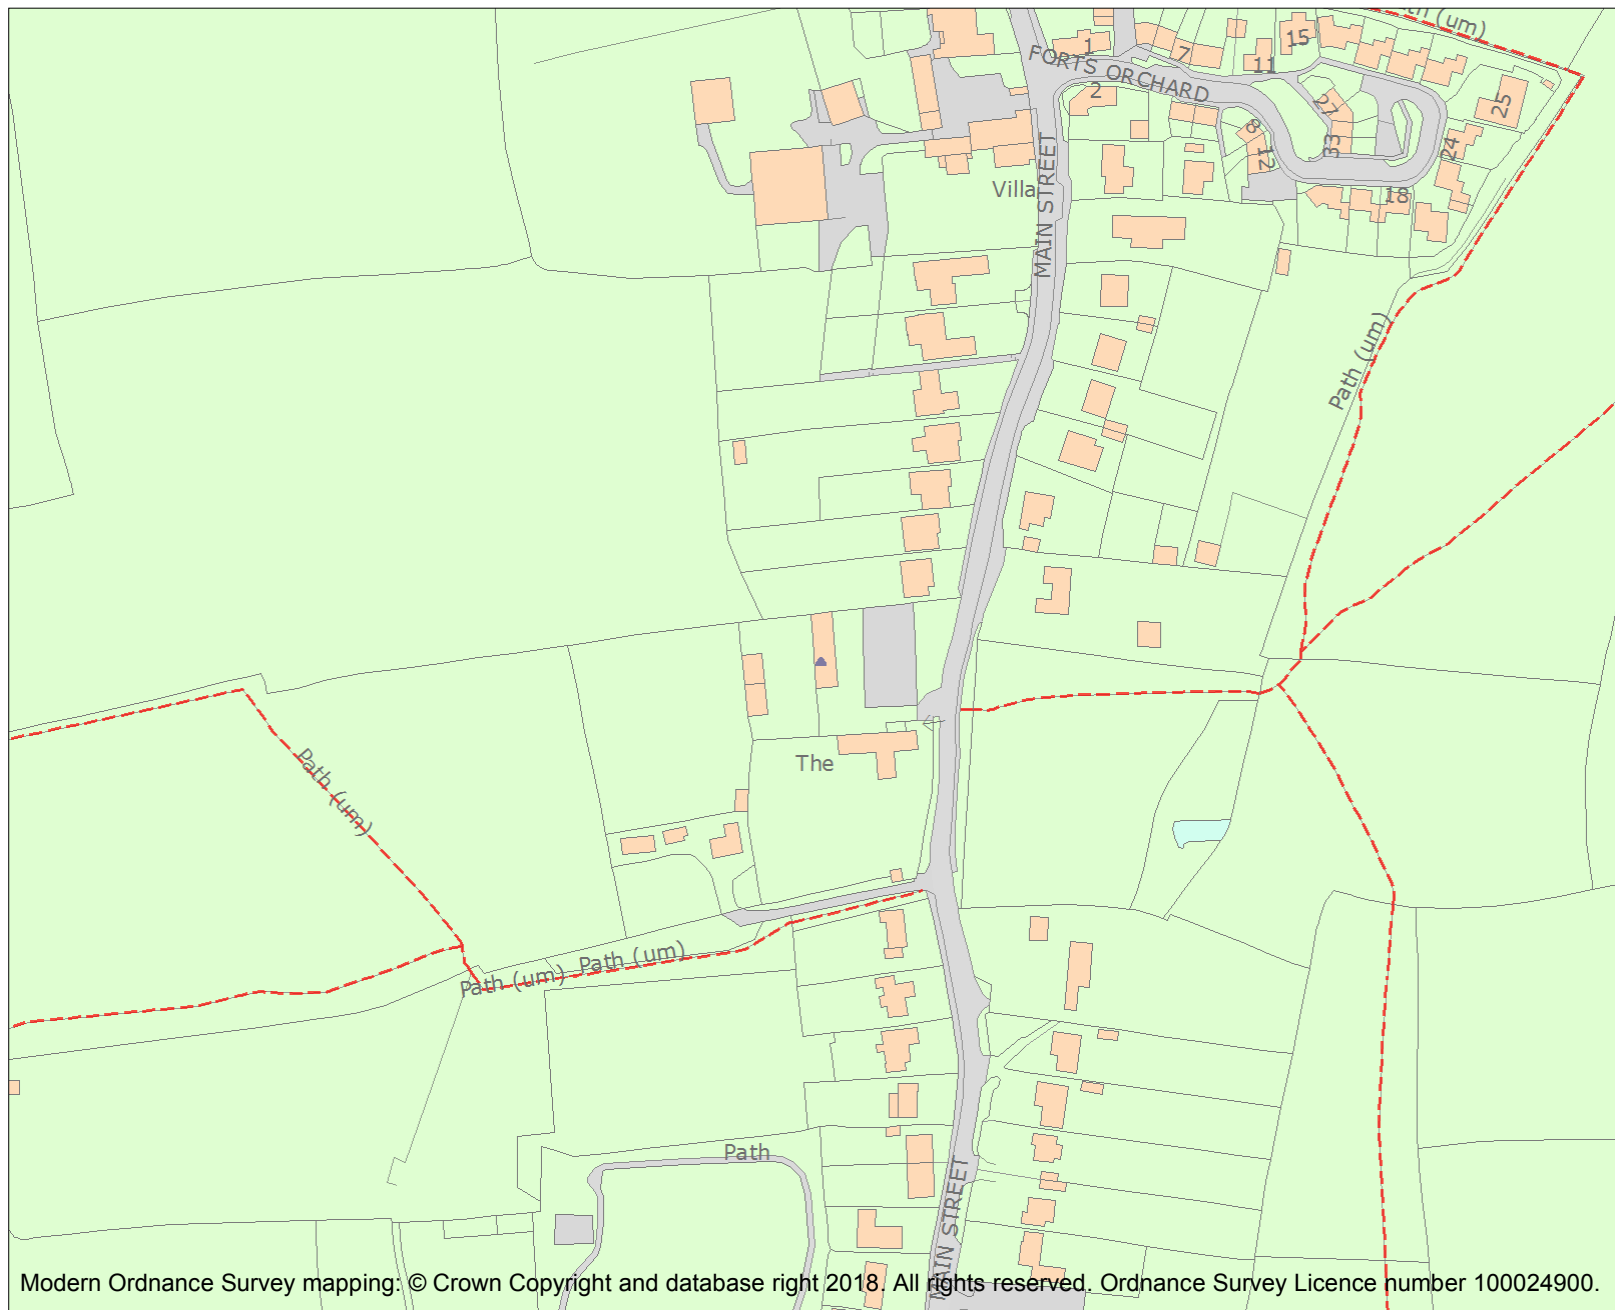 Path (um)
1
7
15
11
FORTS ORCHARD
2
25
27
8
33
12
24
18
Villa
MAIN STREET
Path (um)
The
Path (um)
Path (um)
Path (um)
Path
MAIN STREET
Modern Ordnance Survey mapping: © Crown Copyright and database right 2018. All rights reserved. Ordnance Survey Licence number 100024900.